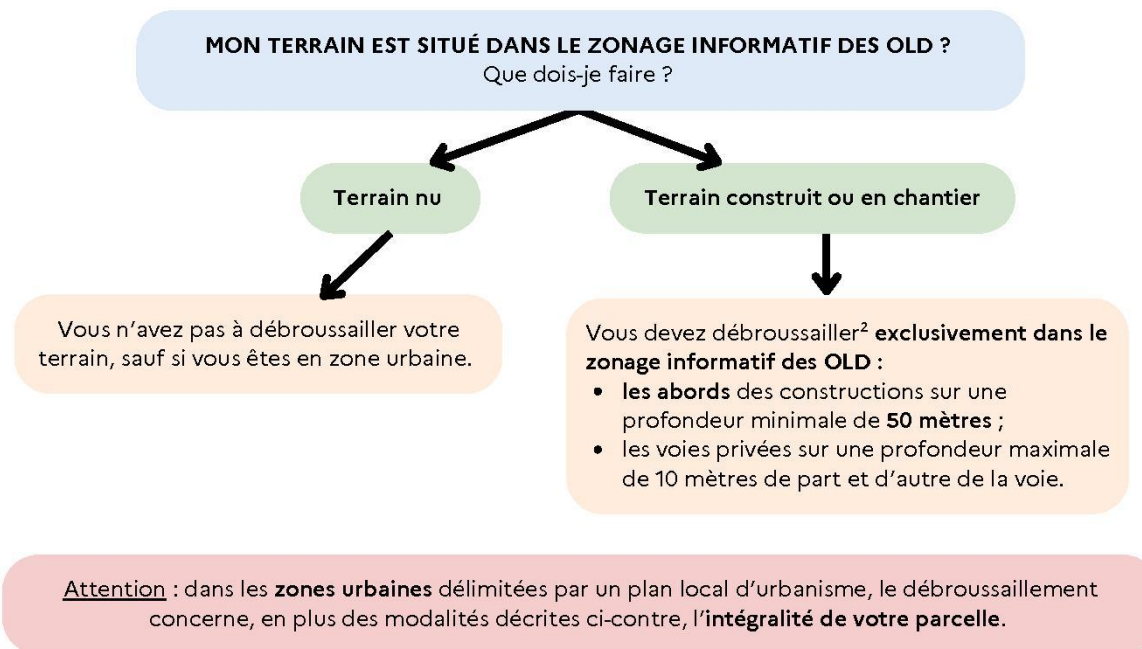 MON TERRAIN EST SITUÉ DANS LE ZONAGE INFORMATIF DES OLD ?
Que dois-je faire ?
Terrain nu
Terrain construit ou en chantier
Vous n'avez pas à débroussailler votre
terrain, sauf si vous êtes en zone urbaine.
Vous devez débroussailler² exclusivement dans le
zonage informatif des OLD :
• les abords des constructions sur une
profondeur minimale de 50 mètres ;
• les voies privées sur une profondeur maximale
de 10 mètres de part et d'autre de la voie.
Attention : dans les zones urbaines délimitées par un plan local d'urbanisme, le débroussaillement
concerne, en plus des modalités décrites ci-contre, l'intégralité de votre parcelle.